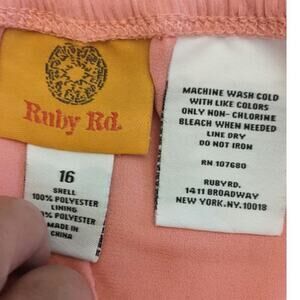 Ruby Rd.
16
SHELL
100% POLYESTER
LINING
POLYESTER
MADE IN
CHINA
MACHINE WASH COLD
WITH LIKE COLORS
ONLY NON- CHLORINE
BLEACH WHEN NEEDED
LINE DRY
DO NOT IRON
RN 107680
RUBYRD.
1411 BROADWAY
NEW YORK.NY.10018